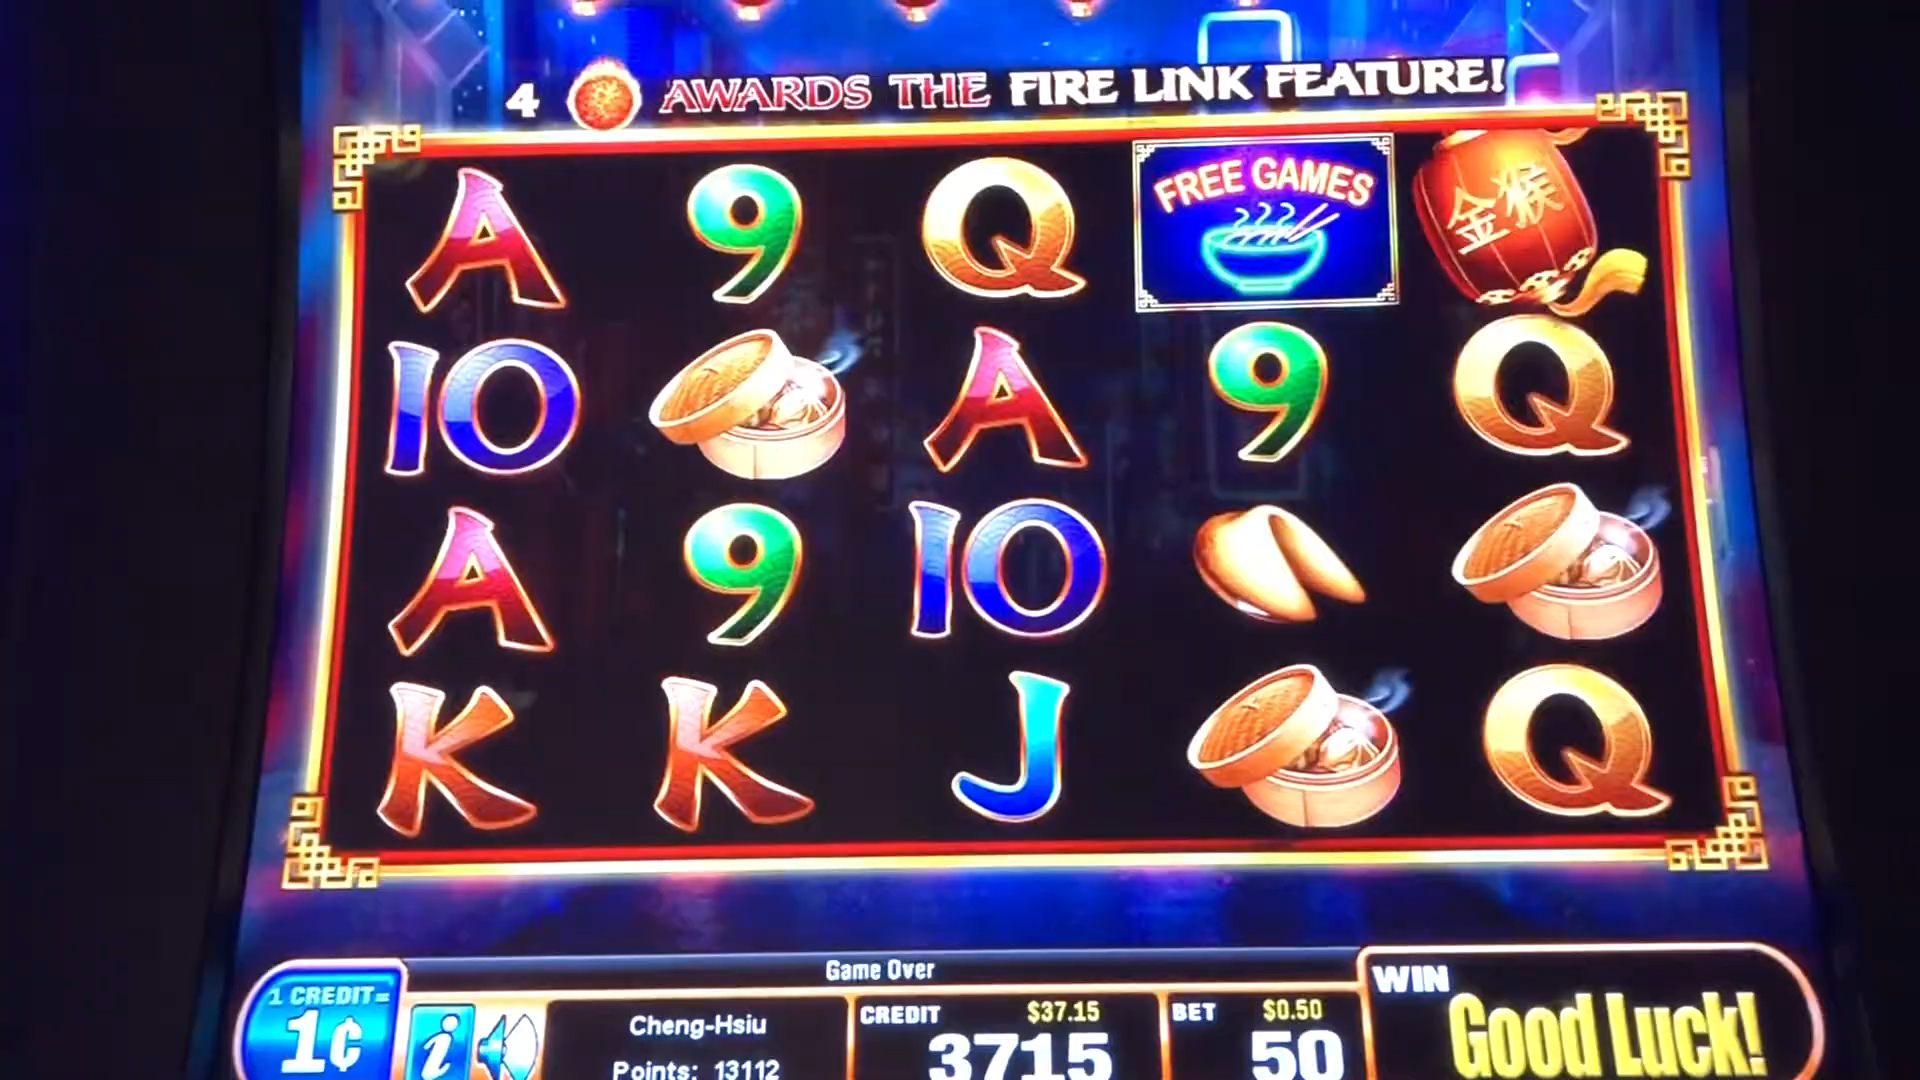 4 AWARDS THE FIRE LINK FEATURE!
A 9 Q FREE GAMES 金猴
10 A 9 Q
A 9 10
K K J Q
Game Over
1 CREDIT=
1¢
i
Cheng-Hsiu
Points: 13112
CREDIT $37.15
3715
BET $0.50
50
WIN
Good Luck!